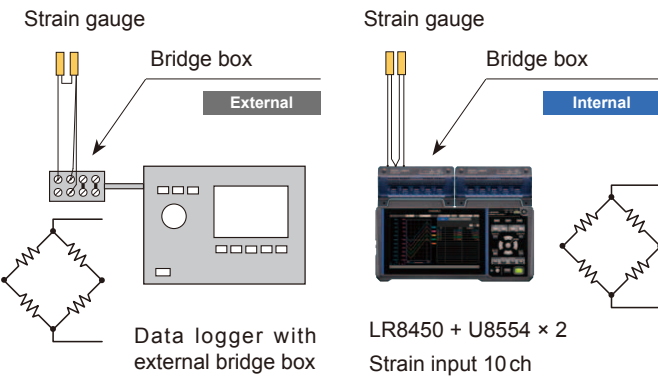 Strain gauge
Bridge box
External
Data logger with
external bridge box
Strain gauge
Bridge box
Internal
LR8450 + U8554 × 2
Strain input 10 ch